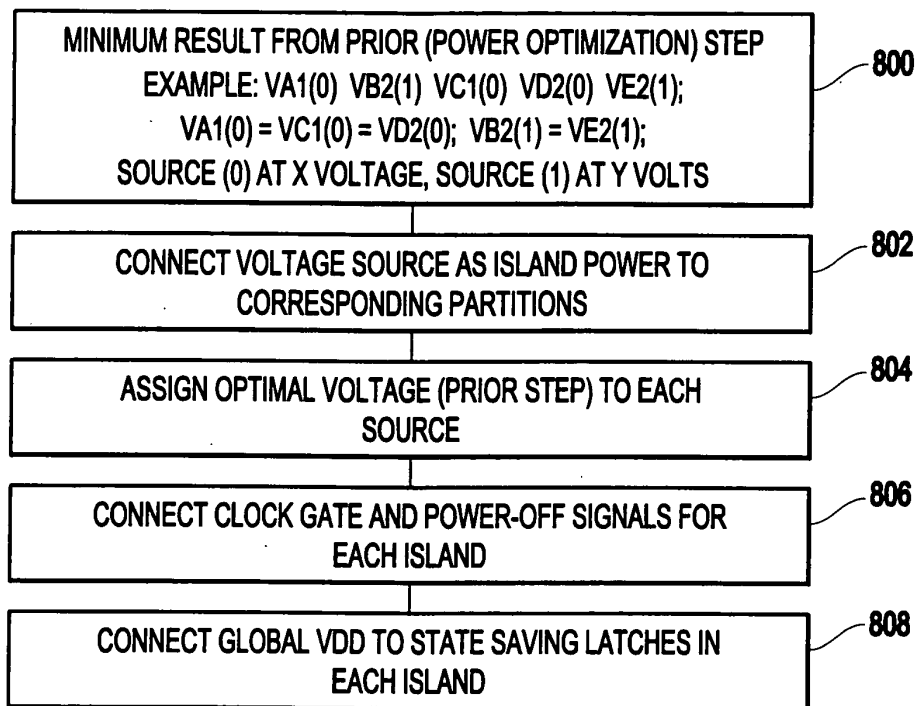 MINIMUM RESULT FROM PRIOR (POWER OPTIMIZATION) STEP
EXAMPLE: VA1(0) VB2(1) VC1(0) VD2(0) VE2(1);
VA1(0) = VC1(0) = VD2(0); VB2(1) = VE2(1);
SOURCE (0) AT X VOLTAGE, SOURCE (1) AT Y VOLTS
800
CONNECT VOLTAGE SOURCE AS ISLAND POWER TO
CORRESPONDING PARTITIONS
802
ASSIGN OPTIMAL VOLTAGE (PRIOR STEP) TO EACH
SOURCE
804
CONNECT CLOCK GATE AND POWER-OFF SIGNALS FOR
EACH ISLAND
806
CONNECT GLOBAL VDD TO STATE SAVING LATCHES IN
EACH ISLAND
808